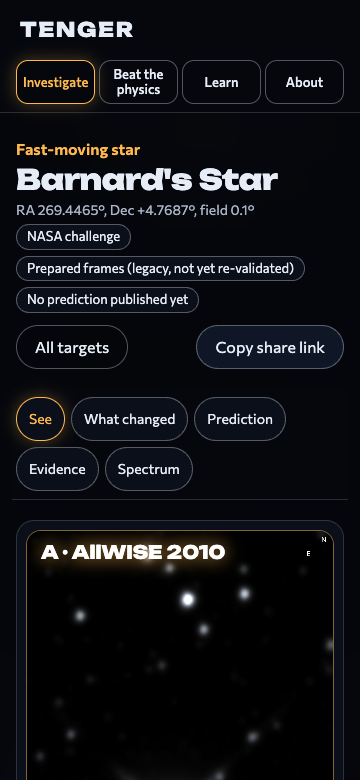 TENGER
Investigate
Beat the
physics
Learn
About
Fast-moving star
Barnard's Star
RA 269.4465°, Dec +4.7687°, field 0.1°
NASA challenge
Prepared frames (legacy, not yet re-validated)
No prediction published yet
All targets
Copy share link
See
What changed
Prediction
Evidence
Spectrum
A · AllWISE 2010
N
E